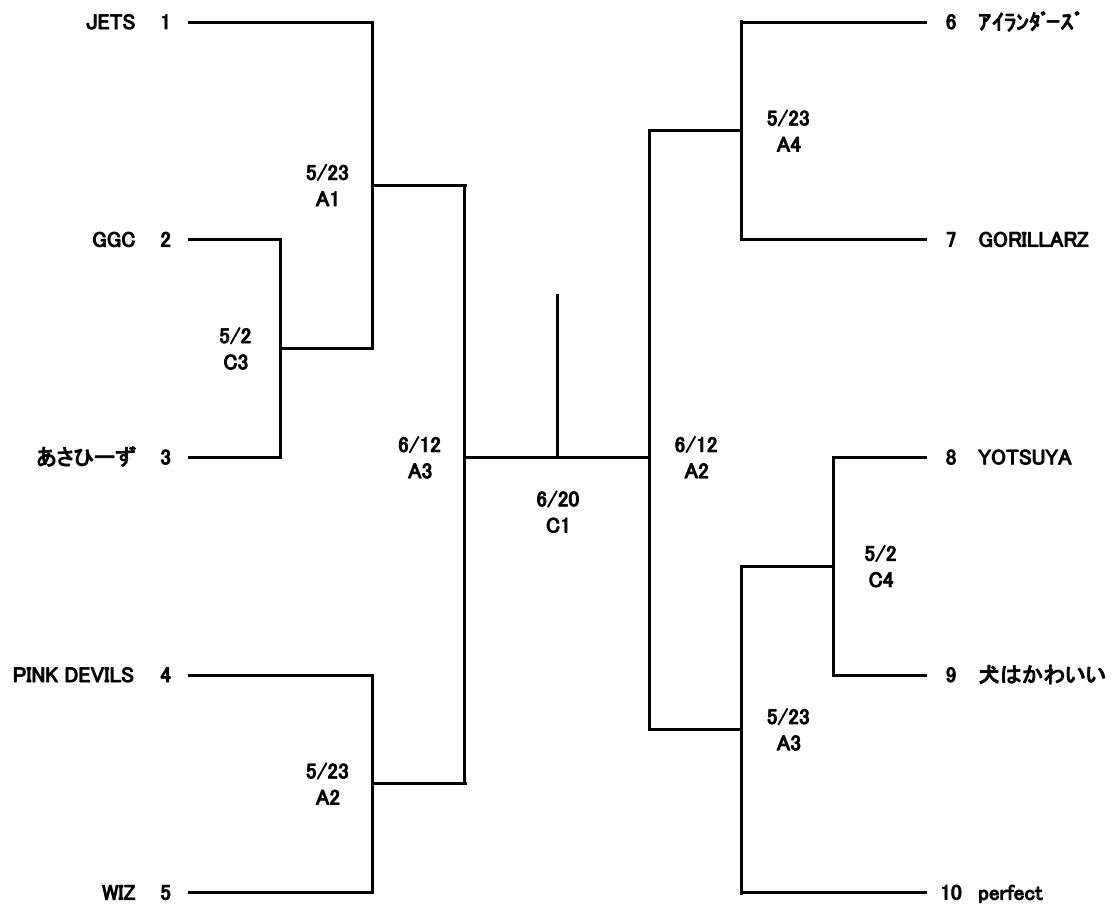 JETS 1
5/23
A1
GGC 2
5/2
C3
あさひーず 3
6/12
A3
PINK DEVILS 4
5/23
A2
WIZ 5
6/20
C1
6 ｱｲﾗﾝﾀﾞｰｽﾞ
5/23
A4
7 GORILLARZ
6/12
A2
8 YOTSUYA
5/2
C4
9 犬はかわいい
5/23
A3
10 perfect